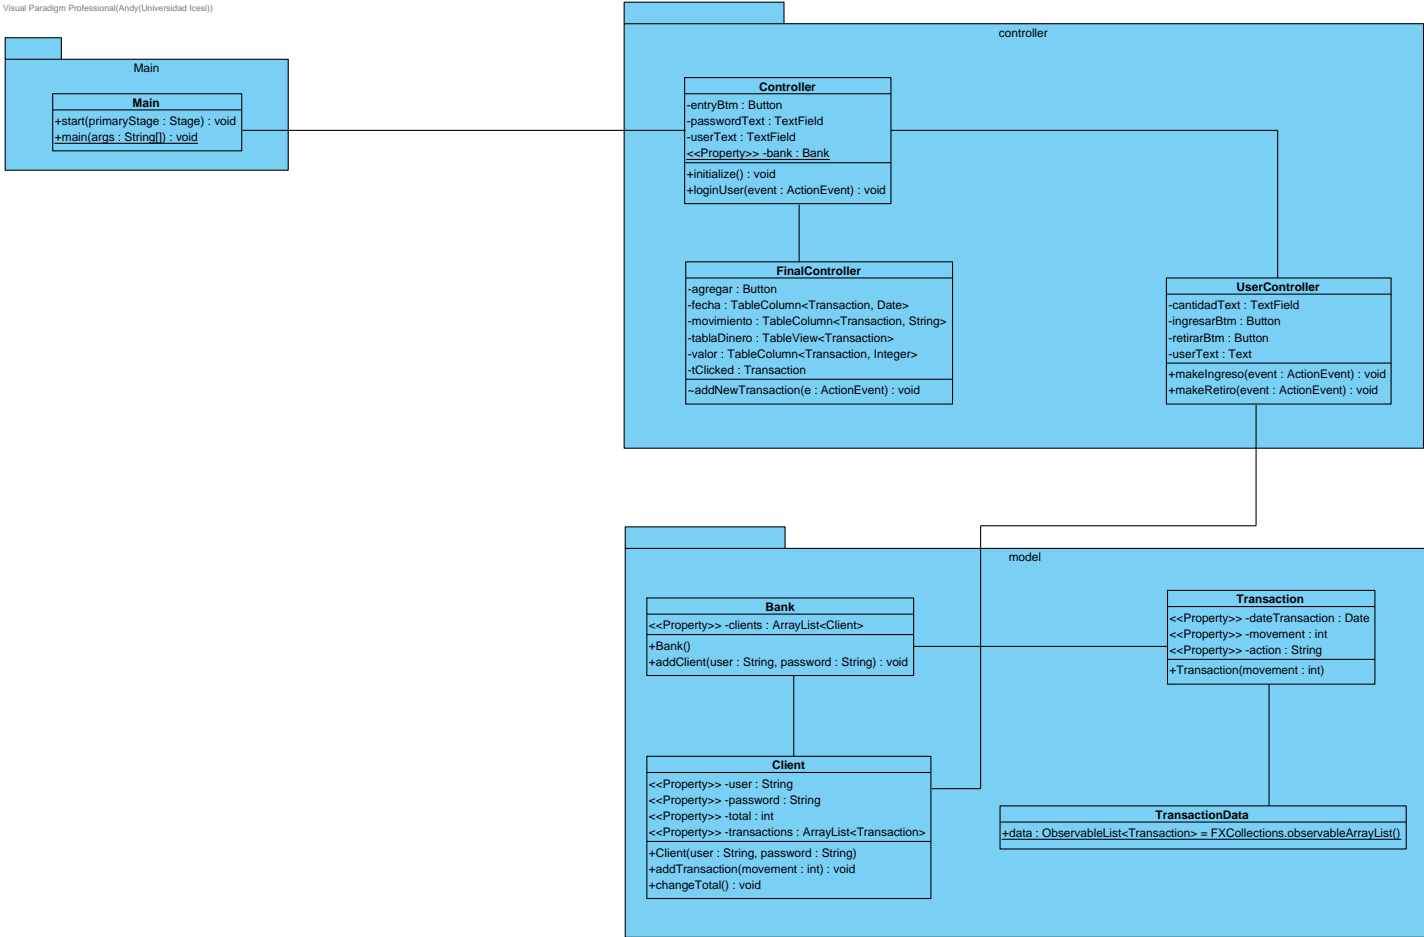 Visual Paradigm Professional(Andy(Universidad Icesi))
Main
Main
+start(primaryStage : Stage) : void
+main(args : String[]) : void
controller
Controller
-entryBtm : Button
-passwordText : TextField
-userText : TextField
<<Property>> -bank : Bank
+initialize() : void
+loginUser(event : ActionEvent) : void
FinalController
-agregar : Button
-fecha : TableColumn<Transaction, Date>
-movimiento : TableColumn<Transaction, String>
-tablaDinero : TableView<Transaction>
-valor : TableColumn<Transaction, Integer>
-tClicked : Transaction
~addNewTransaction(e : ActionEvent) : void
UserController
-cantidadText : TextField
-ingresarBtm : Button
-retirarBtm : Button
-userText : Text
+makeIngreso(event : ActionEvent) : void
+makeRetiro(event : ActionEvent) : void
model
Bank
<<Property>> -clients : ArrayList<Client>
+Bank()
+addClient(user : String, password : String) : void
Transaction
<<Property>> -dateTransaction : Date
<<Property>> -movement : int
<<Property>> -action : String
+Transaction(movement : int)
Client
<<Property>> -user : String
<<Property>> -password : String
<<Property>> -total : int
<<Property>> -transactions : ArrayList<Transaction>
+Client(user : String, password : String)
+addTransaction(movement : int) : void
+changeTotal() : void
TransactionData
+data : ObservableList<Transaction> = FXCollections.observableArrayList()